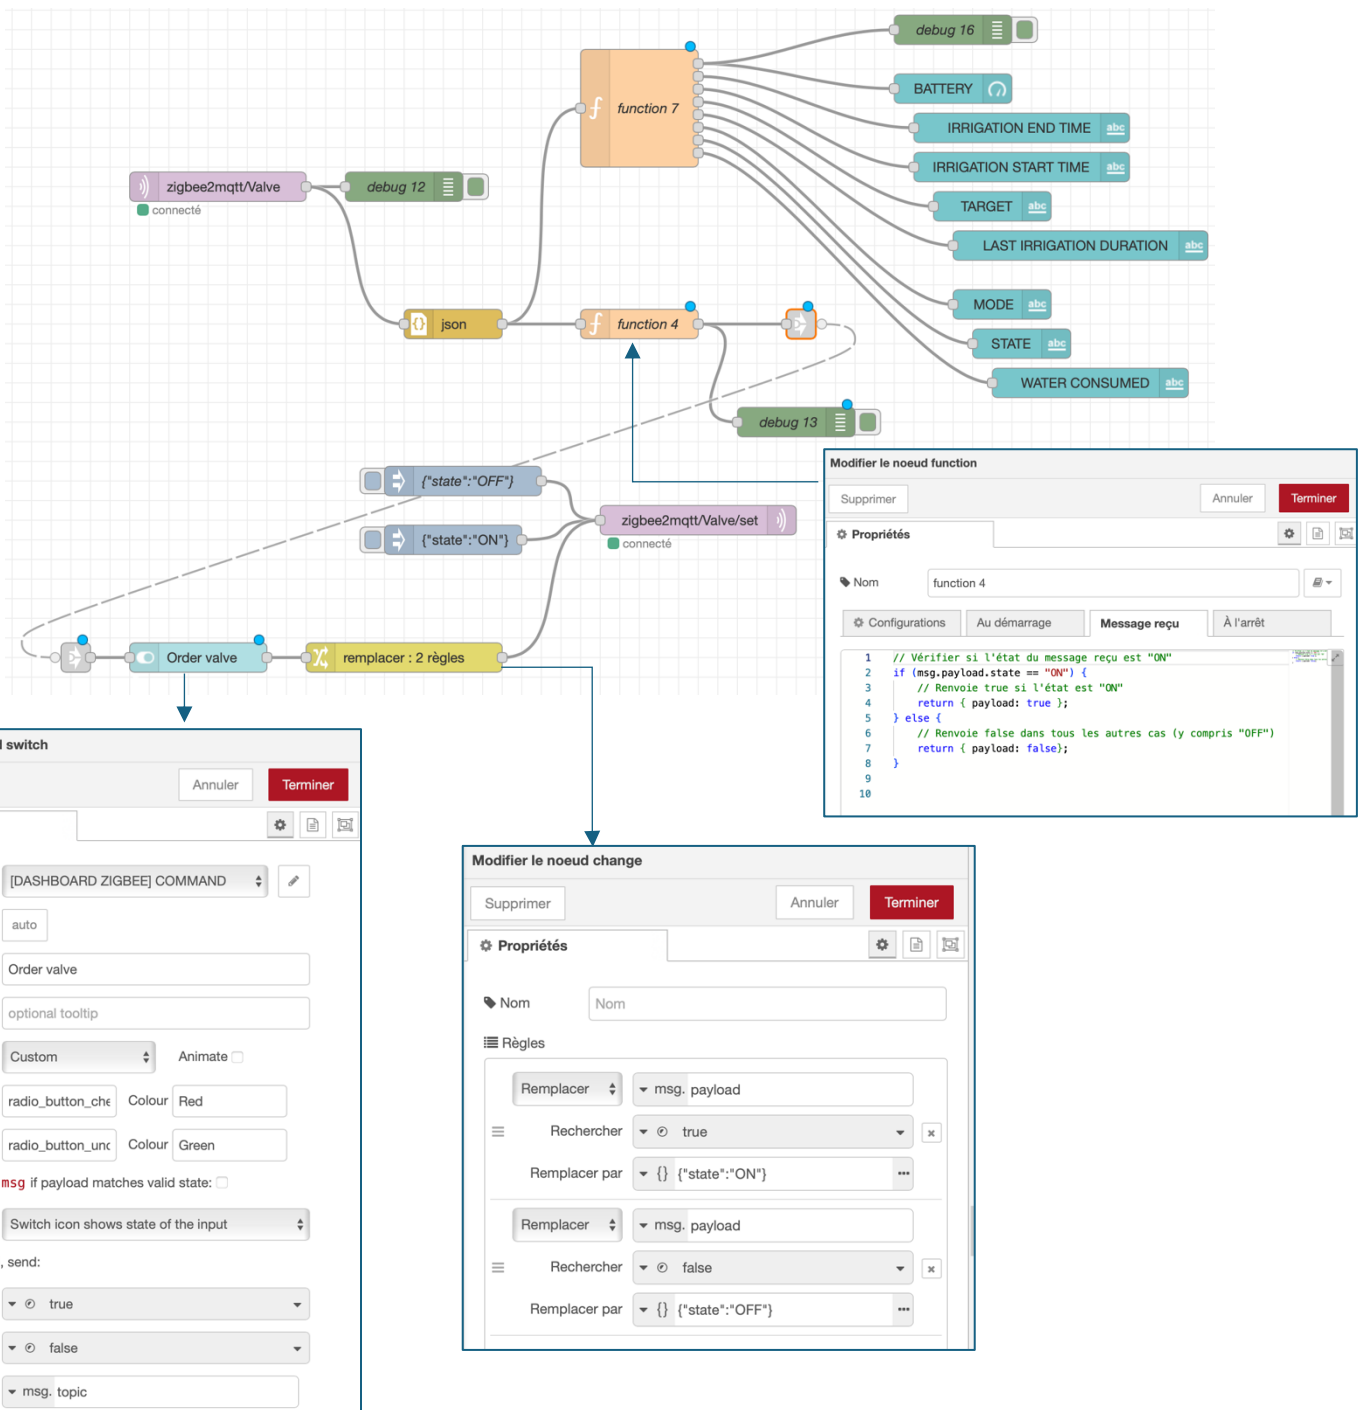 debug 16
BATTERY
function 7
IRRIGATION END TIME abc
IRRIGATION START TIME abc
zigbee2mqtt/Valve
debug 12
connecté
TARGET abc
LAST IRRIGATION DURATION abc
MODE abc
json
function 4
STATE abc
WATER CONSUMED abc
debug 13
{"state":"OFF"}
{"state":"ON"}
zigbee2mqtt/Valve/set
connecté
Order valve
remplacer : 2 règles
Modifier le noeud function
Supprimer
Annuler
Terminer
Propriétés
Nom
function 4
Configurations
Au démarrage
Message reçu
À l'arrêt
1 // Vérifier si l'état du message reçu est "ON"
2 if (msg.payload.state == "ON") {
3 // Renvoie true si l'état est "ON"
4 return { payload: true };
5 } else {
6 // Renvoie false dans tous les autres cas (y compris "OFF")
7 return { payload: false};
8 }
9
10
switch
Annuler
Terminer
[DASHBOARD ZIGBEE] COMMAND
auto
Order valve
optional tooltip
Custom
Animate
radio_button_che
Colour Red
radio_button_unc
Colour Green
msg if payload matches valid state:
Switch icon shows state of the input
, send:
true
false
msg. topic
Modifier le noeud change
Supprimer
Annuler
Terminer
Propriétés
Nom
Nom
Règles
Remplacer
msg. payload
Rechercher
true
Remplacer par
{} {"state":"ON"}
Remplacer
msg. payload
Rechercher
false
Remplacer par
{} {"state":"OFF"}